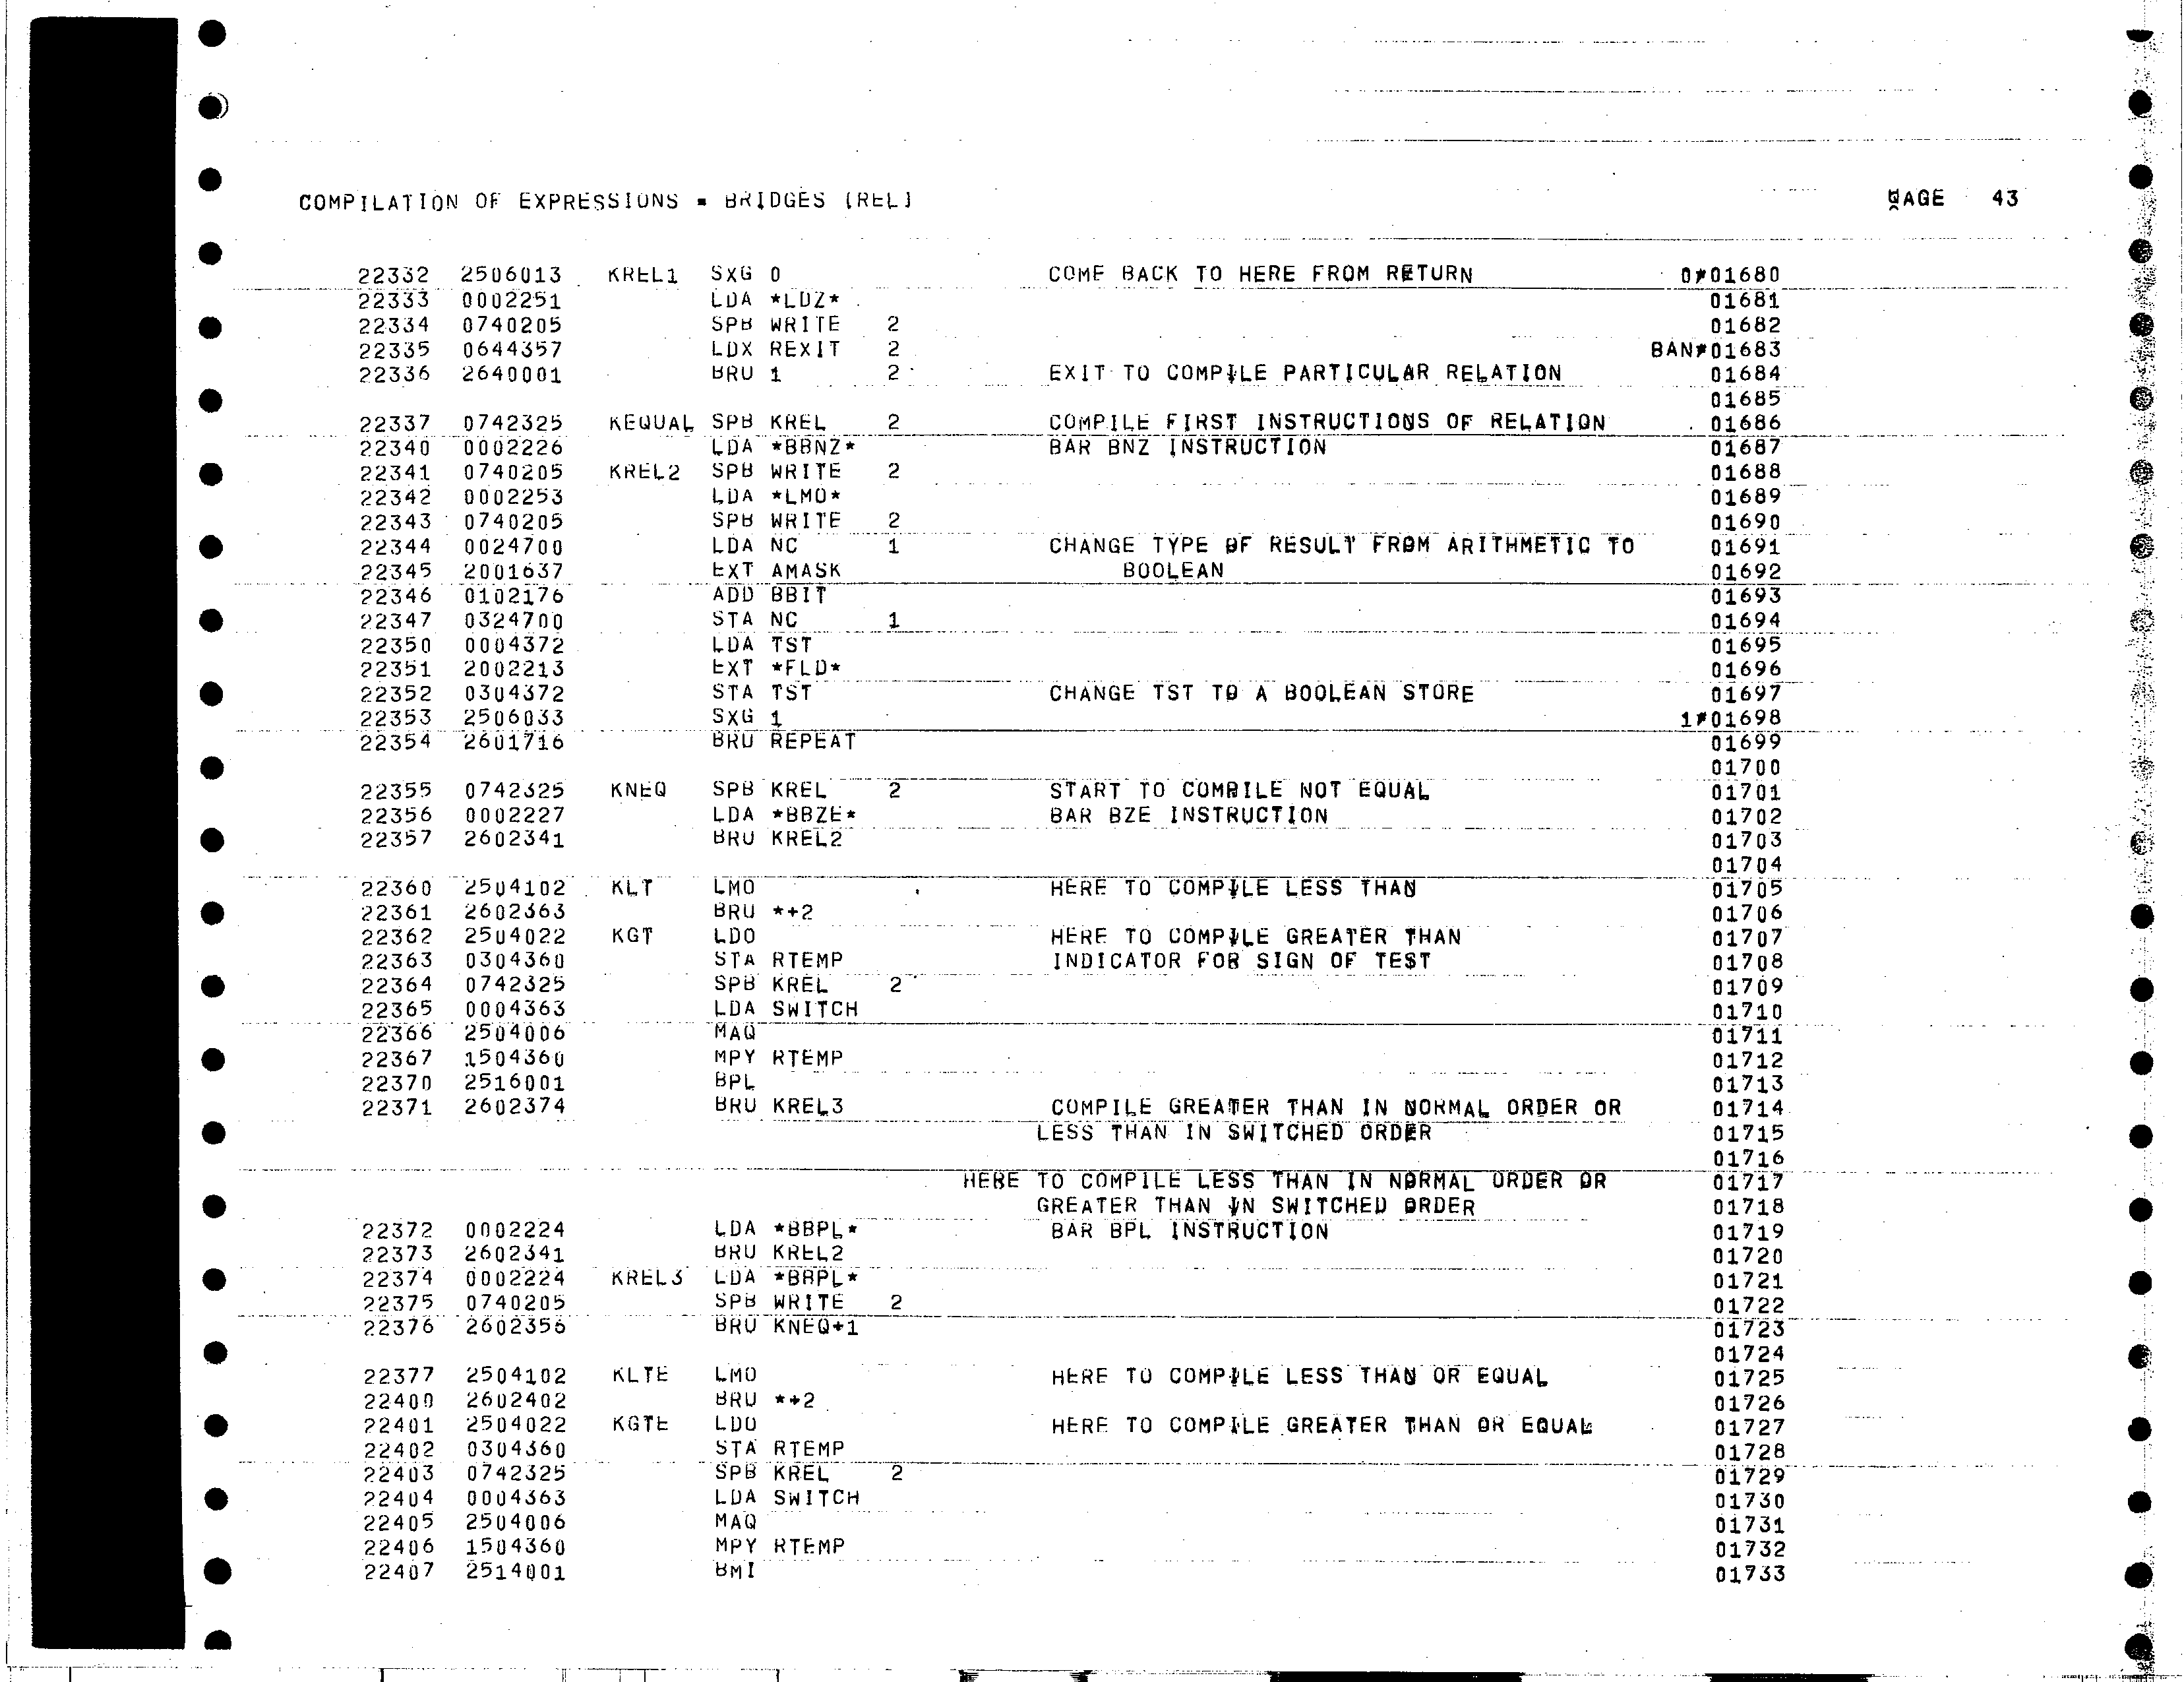 COMPILATION OF EXPRESSIONS - BRIDGES (REL) PAGE 43
22332 2506013 KREL1 SXG 0 COME BACK TO HERE FROM RETURN 0#01680
22333 0002251 LDA *LDZ* 01681
22334 0740205 SPB WRITE 2 01682
22335 0644357 LDX REXIT 2 BAN#01683
22336 2640001 BRU 1 2 EXIT TO COMPILE PARTICULAR RELATION 01684
01685
22337 0742325 KEQUAL SPB KREL 2 COMPILE FIRST INSTRUCTIONS OF RELATION 01686
22340 0002226 LDA *BBNZ* BAR BNZ INSTRUCTION 01687
22341 0740205 KREL2 SPB WRITE 2 01688
22342 0002253 LDA *LMO* 01689
22343 0740205 SPB WRITE 2 01690
22344 0024700 LDA NC 1 CHANGE TYPE OF RESULT FROM ARITHMETIC TO 01691
22345 2001637 EXT AMASK BOOLEAN 01692
22346 0102176 ADD BBIT 01693
22347 0324700 STA NC 1 01694
22350 0004372 LDA TST 01695
22351 2002213 EXT *FLD* 01696
22352 0304372 STA TST CHANGE TST TO A BOOLEAN STORE 01697
22353 2506033 SXG 1 1#01698
22354 2601716 BRU REPEAT 01699
01700
22355 0742325 KNEQ SPB KREL 2 START TO COMPILE NOT EQUAL 01701
22356 0002227 LDA *BBZE* BAR BZE INSTRUCTION 01702
22357 2602341 BRU KREL2 01703
01704
22360 2504102 KLT LMO HERE TO COMPILE LESS THAN 01705
22361 2602363 BRU *+2 01706
22362 2504022 KGT LDO HERE TO COMPILE GREATER THAN 01707
22363 0304360 STA RTEMP INDICATOR FOR SIGN OF TEST 01708
22364 0742325 SPB KREL 2 01709
22365 0004363 LDA SWITCH 01710
22366 2504006 MAQ 01711
22367 1504360 MPY RTEMP 01712
22370 2516001 BPL 01713
22371 2602374 BRU KREL3 COMPILE GREATER THAN IN NORMAL ORDER OR 01714
LESS THAN IN SWITCHED ORDER 01715
01716
HERE TO COMPILE LESS THAN IN NORMAL ORDER OR 01717
GREATER THAN IN SWITCHED ORDER 01718
22372 0002224 LDA *BBPL* BAR BPL INSTRUCTION 01719
22373 2602341 BRU KREL2 01720
22374 0002224 KREL3 LDA *BBPL* 01721
22375 0740205 SPB WRITE 2 01722
22376 2602356 BRU KNEQ+1 01723
01724
22377 2504102 KLTE LMO HERE TO COMPILE LESS THAN OR EQUAL 01725
22400 2602402 BRU *+2 01726
22401 2504022 KGTE LDO HERE TO COMPILE GREATER THAN OR EQUAL 01727
22402 0304360 STA RTEMP 01728
22403 0742325 SPB KREL 2 01729
22404 0004363 LDA SWITCH 01730
22405 2504006 MAQ 01731
22406 1504360 MPY RTEMP 01732
22407 2514001 BMI 01733